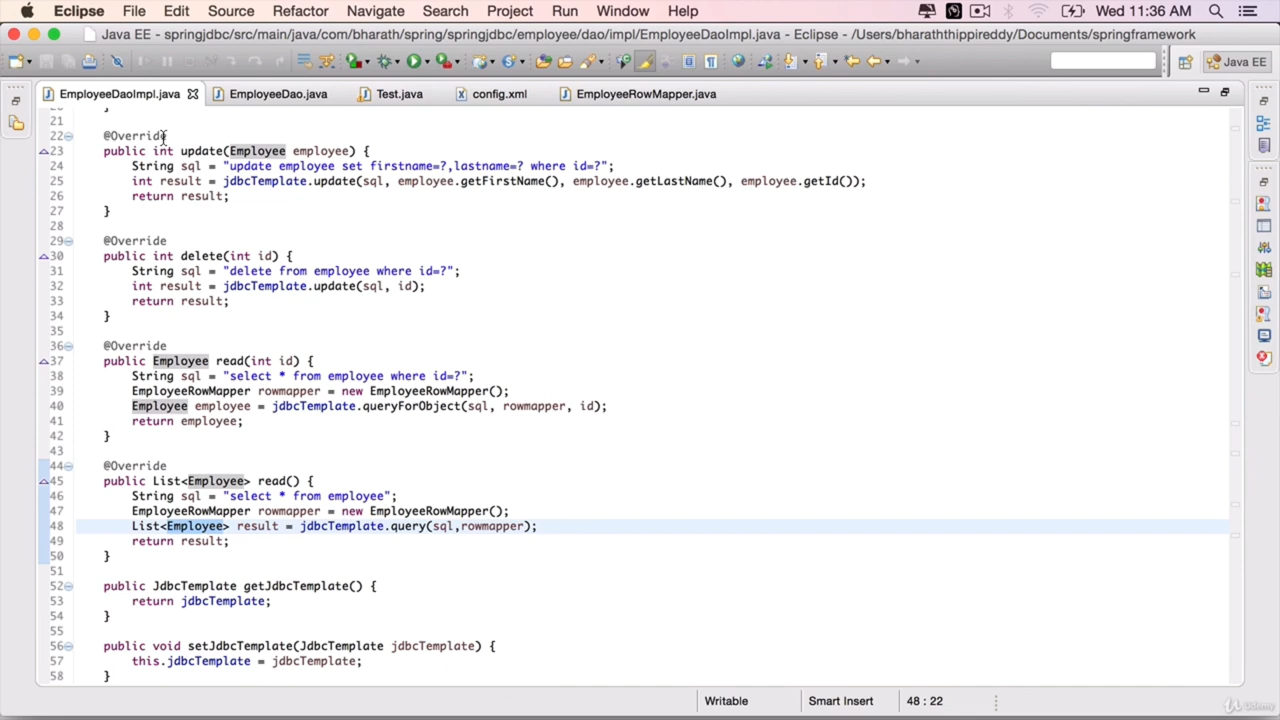 Eclipse File Edit Source Refactor Navigate Search Project Run Window Help Wed 11:36 AM
Java EE - springjdbc/src/main/java/com/bharath/spring/springjdbc/employee/dao/impl/EmployeeDaoImpl.java - Eclipse - /Users/bharaththippireddy/Documents/springframework
Java EE
EmployeeDaoImpl.java EmployeeDao.java Test.java config.xml EmployeeRowMapper.java
20 }
21
22 @Override
23 public int update(Employee employee) {
24 String sql = "update employee set firstname=?,lastname=? where id=?";
25 int result = jdbcTemplate.update(sql, employee.getFirstName(), employee.getLastName(), employee.getId());
26 return result;
27 }
28
29 @Override
30 public int delete(int id) {
31 String sql = "delete from employee where id=?";
32 int result = jdbcTemplate.update(sql, id);
33 return result;
34 }
35
36 @Override
37 public Employee read(int id) {
38 String sql = "select * from employee where id=?";
39 EmployeeRowMapper rowmapper = new EmployeeRowMapper();
40 Employee employee = jdbcTemplate.queryForObject(sql, rowmapper, id);
41 return employee;
42 }
43
44 @Override
45 public List<Employee> read() {
46 String sql = "select * from employee";
47 EmployeeRowMapper rowmapper = new EmployeeRowMapper();
48 List<Employee> result = jdbcTemplate.query(sql,rowmapper);
49 return result;
50 }
51
52 public JdbcTemplate getJdbcTemplate() {
53 return jdbcTemplate;
54 }
55
56 public void setJdbcTemplate(JdbcTemplate jdbcTemplate) {
57 this.jdbcTemplate = jdbcTemplate;
58 }
Writable Smart Insert 48 : 22
Udemy